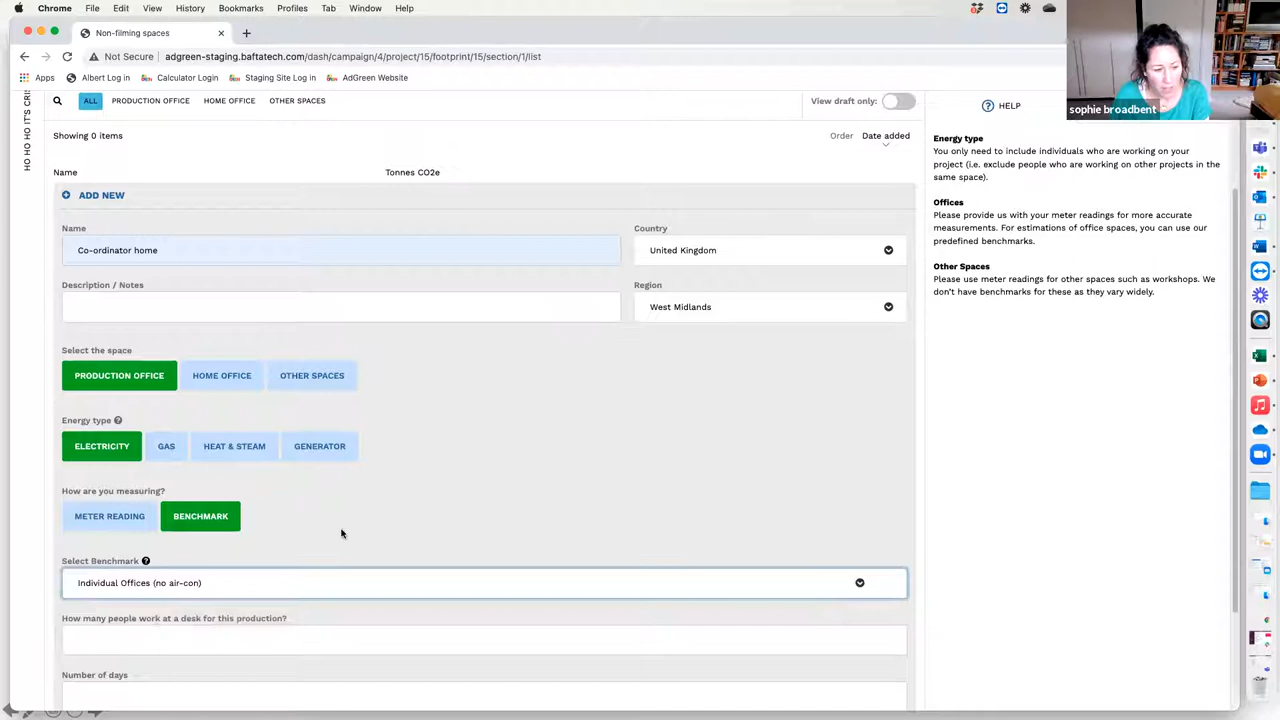 Chrome File Edit View History Bookmarks Profiles Tab Window Help
Non-filming spaces
Not Secure adgreen-staging.baftatech.com/dash/campaign/4/project/15/footprint/15/section/1/list
Apps Albert Log in Calculator Login Staging Site Log in AdGreen Website
HO HO HO IT'S CRIS
ALL PRODUCTION OFFICE HOME OFFICE OTHER SPACES View draft only: HELP
sophie broadbent
Showing 0 items Order Date added
Name Tonnes CO2e
ADD NEW
Name Country
Co-ordinator home United Kingdom
Description / Notes Region
West Midlands
Select the space
PRODUCTION OFFICE HOME OFFICE OTHER SPACES
Energy type
ELECTRICITY GAS HEAT & STEAM GENERATOR
How are you measuring?
METER READING BENCHMARK
Select Benchmark
Individual Offices (no air-con)
How many people work at a desk for this production?
Number of days
Energy type
You only need to include individuals who are working on your
project (i.e. exclude people who are working on other projects in the
same space).
Offices
Please provide us with your meter readings for more accurate
measurements. For estimations of office spaces, you can use our
predefined benchmarks.
Other Spaces
Please use meter readings for other spaces such as workshops. We
don't have benchmarks for these as they vary widely.